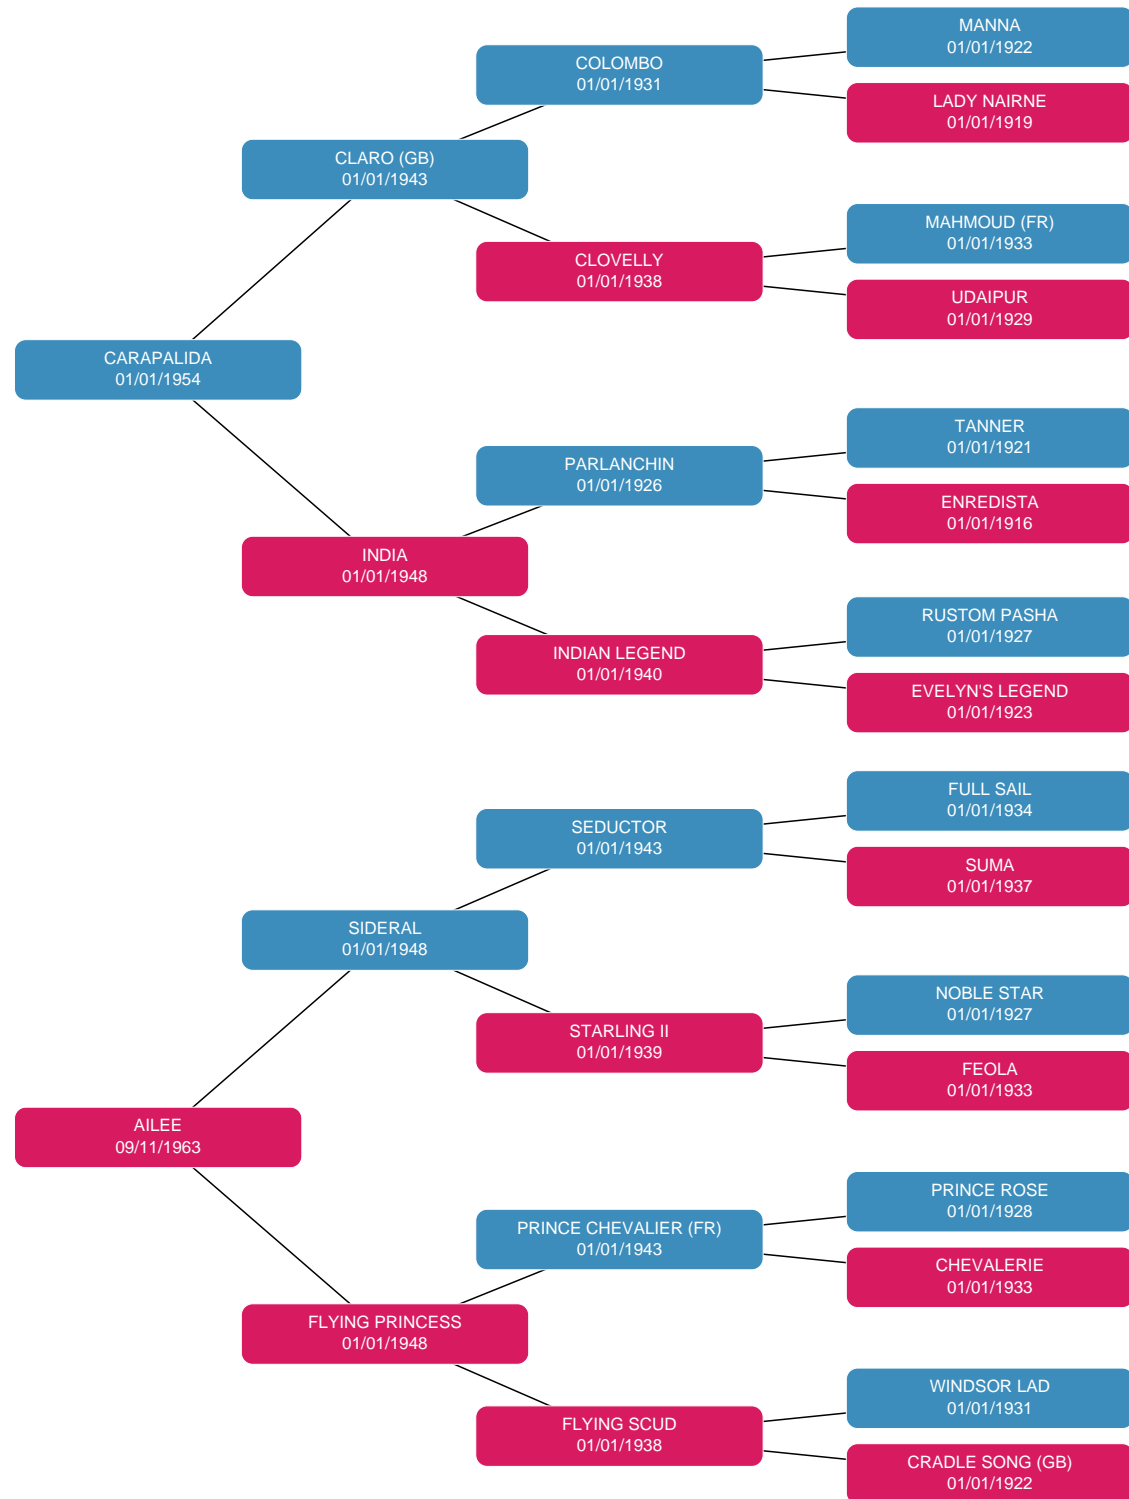 MANNA
01/01/1922
COLOMBO
01/01/1931
LADY NAIRNE
01/01/1919
CLARO (GB)
01/01/1943
MAHMOUD (FR)
01/01/1933
CLOVELLY
01/01/1938
UDAIPUR
01/01/1929
CARAPALIDA
01/01/1954
TANNER
01/01/1921
PARLANCHIN
01/01/1926
ENREDISTA
01/01/1916
INDIA
01/01/1948
RUSTOM PASHA
01/01/1927
INDIAN LEGEND
01/01/1940
EVELYN'S LEGEND
01/01/1923
FULL SAIL
01/01/1934
SEDUCTOR
01/01/1943
SUMA
01/01/1937
SIDERAL
01/01/1948
NOBLE STAR
01/01/1927
STARLING II
01/01/1939
FEOLA
01/01/1933
AILEE
09/11/1963
PRINCE ROSE
01/01/1928
PRINCE CHEVALIER (FR)
01/01/1943
CHEVALERIE
01/01/1933
FLYING PRINCESS
01/01/1948
WINDSOR LAD
01/01/1931
FLYING SCUD
01/01/1938
CRADLE SONG (GB)
01/01/1922